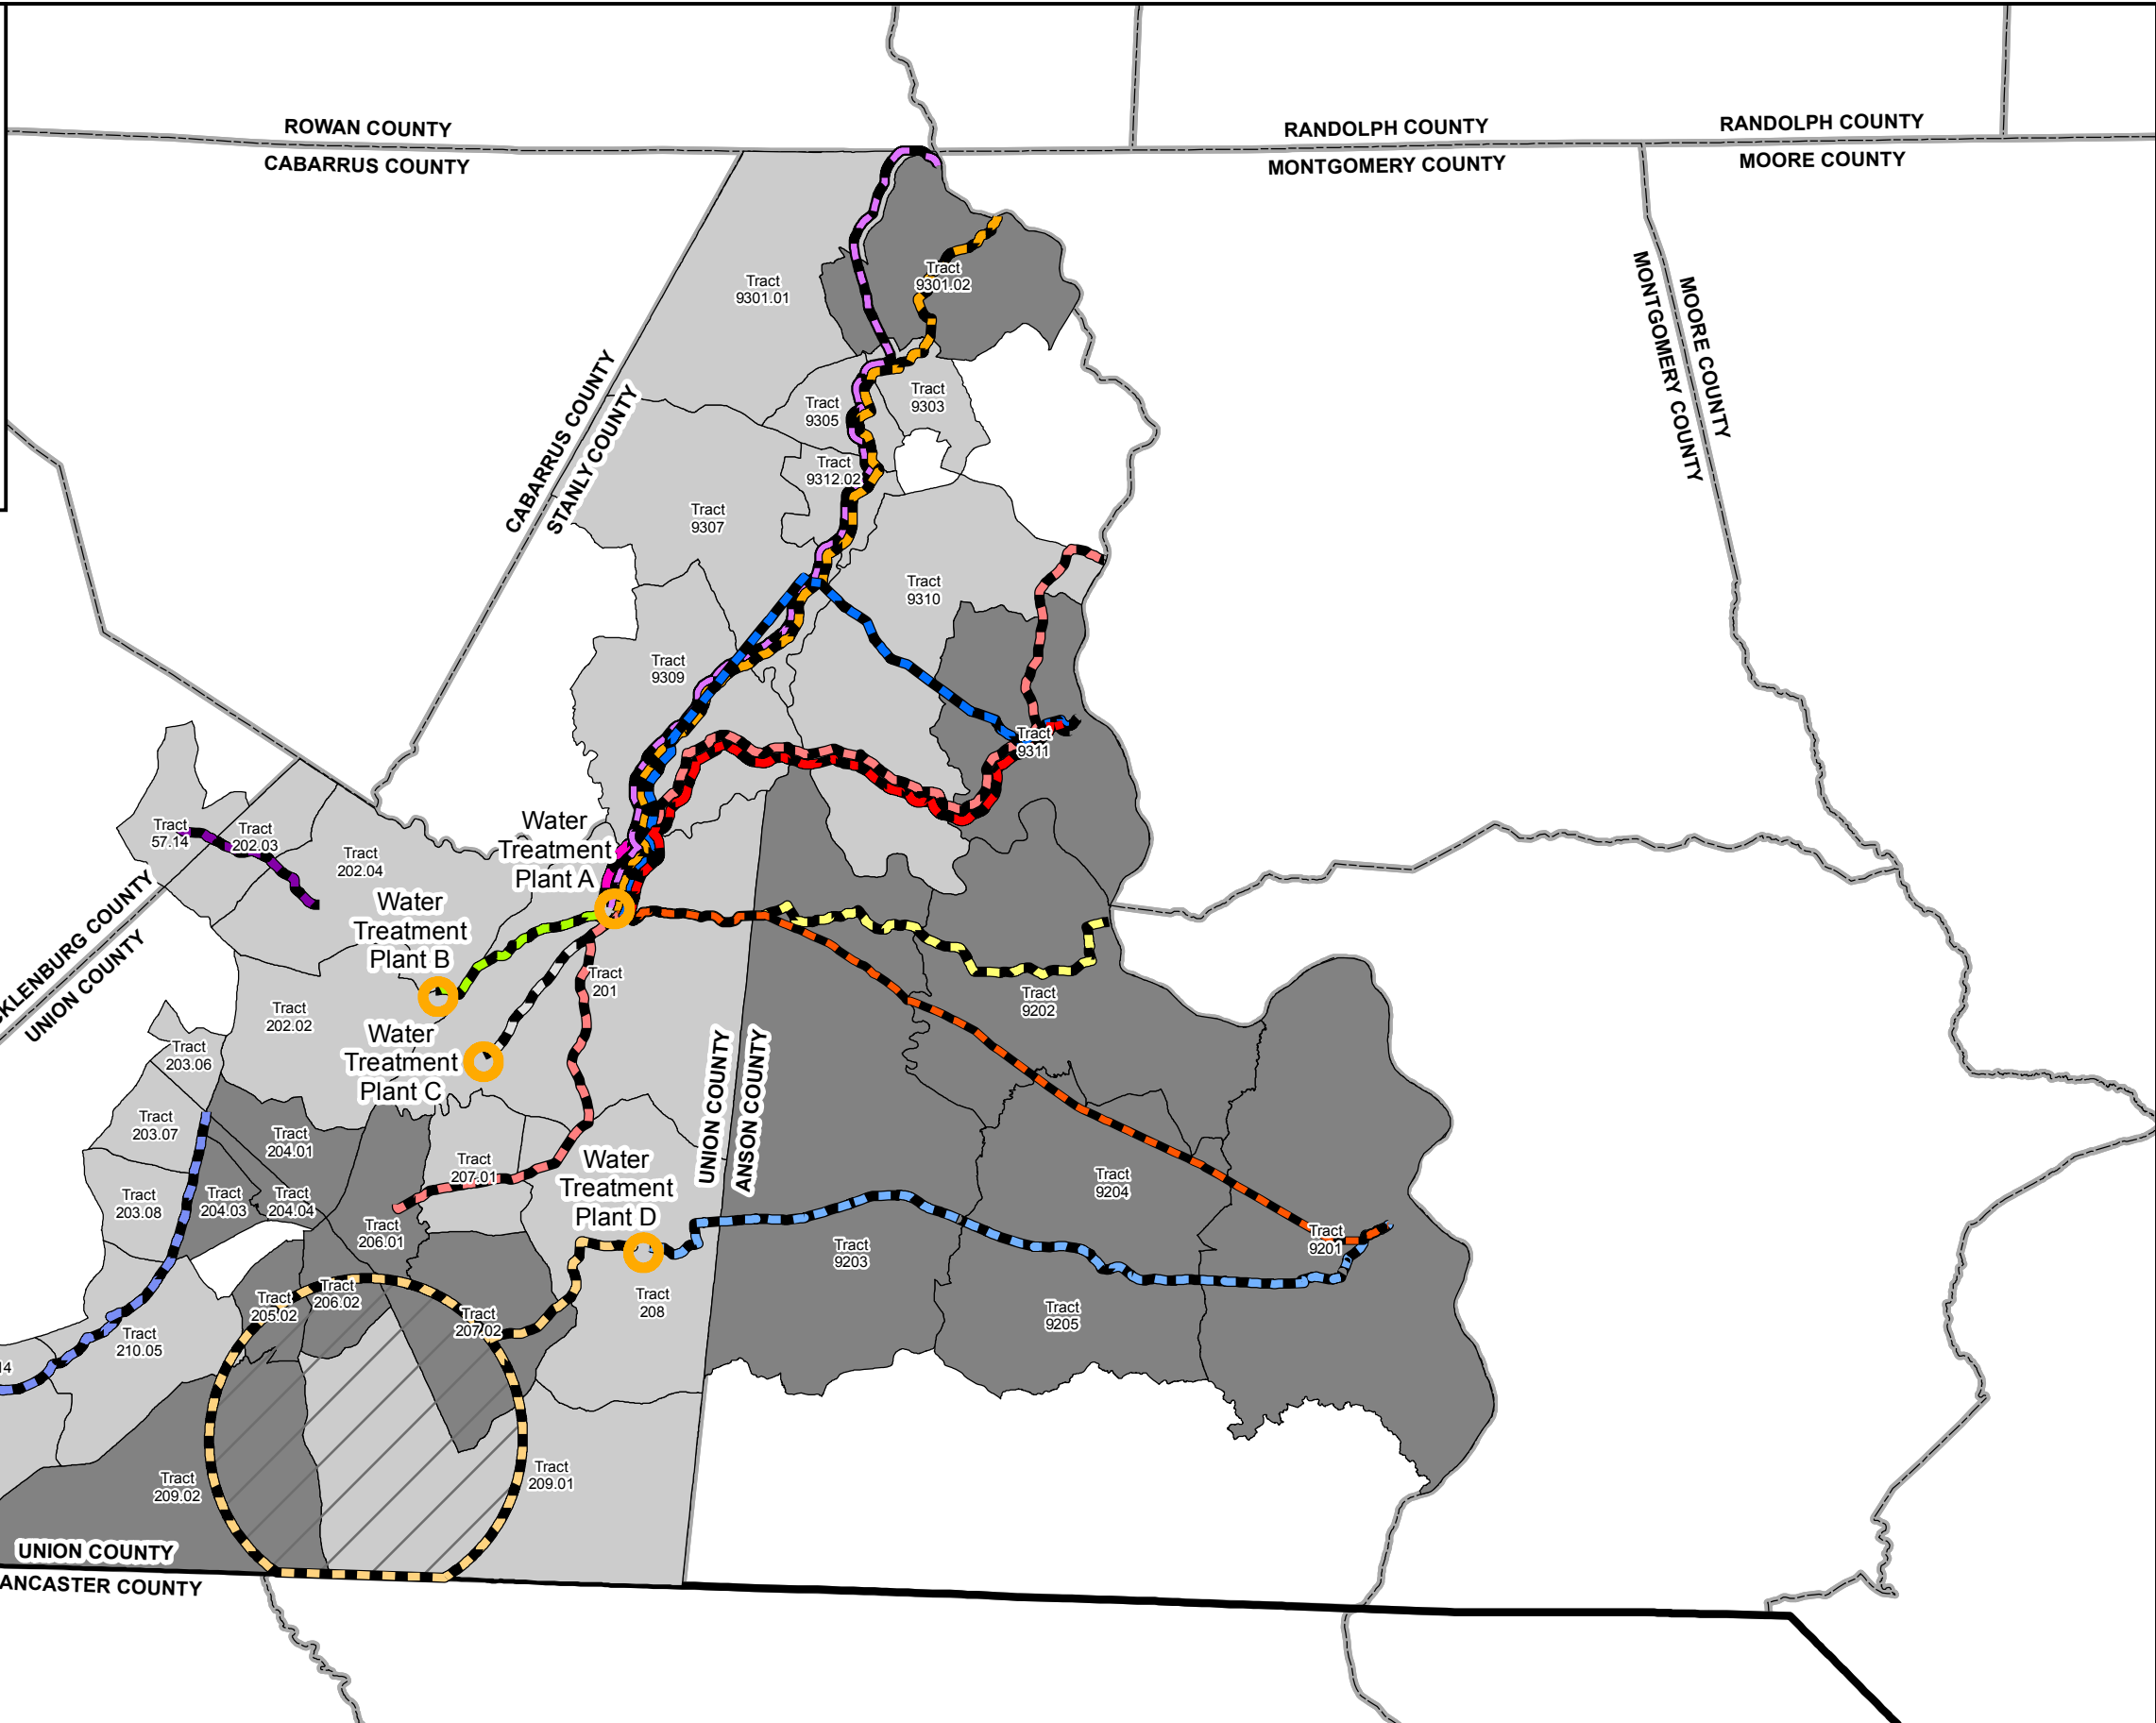 ROWAN COUNTY
CABARRUS COUNTY
RANDOLPH COUNTY
MONTGOMERY COUNTY
RANDOLPH COUNTY
MOORE COUNTY
MOORE COUNTY
MONTGOMERY COUNTY
CABARRUS COUNTY
STANLY COUNTY
Tract
9301.01
Tract
9301.02
Tract
9303
Tract
9305
Tract
9312.02
Tract
9307
Tract
9310
Tract
9309
Tract
9311
Water
Treatment
Plant A
Tract
57.14
Tract
202.03
Tract
202.04
Water
Treatment
Plant B
KLENBURG COUNTY
UNION COUNTY
Tract
201
Tract
202.02
Water
Treatment
Plant C
Tract
9202
UNION COUNTY
ANSON COUNTY
Tract
203.06
Tract
203.07
Tract
204.01
Tract
203.08
Tract
204.03
Tract
204.04
Tract
207.01
Water
Treatment
Plant D
Tract
206.01
Tract
9204
Tract
9203
Tract
9201
Tract
205.02
Tract
206.02
Tract
207.02
Tract
208
Tract
9205
Tract
210.05
14
Tract
209.02
Tract
209.01
UNION COUNTY
ANCASTER COUNTY